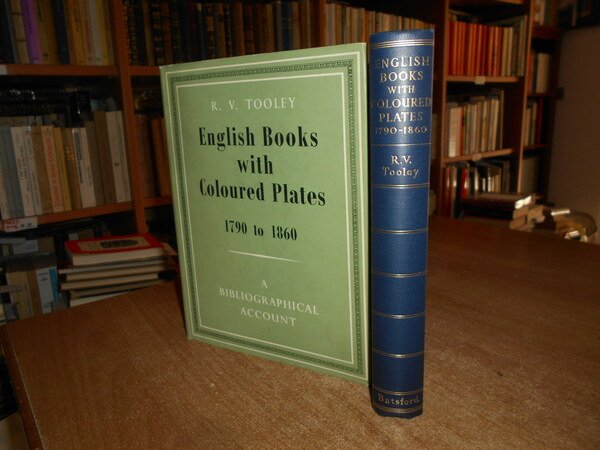 R. V. TOOLEY
English Books
with
Coloured Plates
1790 to 1860
A
BIBLIOGRAPHICAL
ACCOUNT
ENGLISH
BOOKS
WITH
COLOURED
PLATES
1790-1860
R.V.
Tooley
Batsford